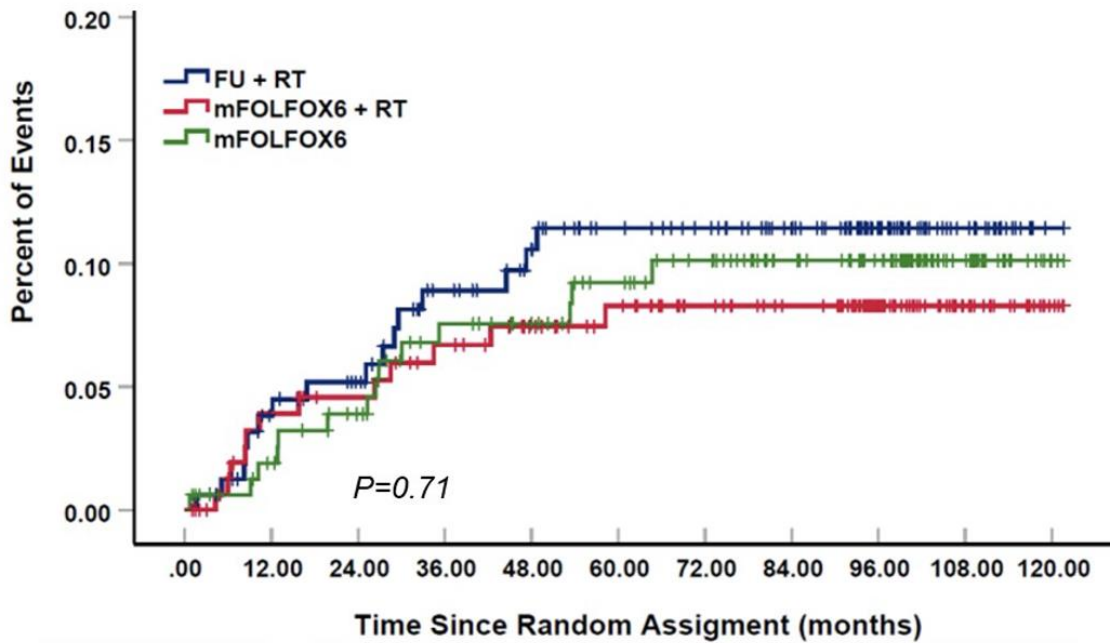 0.20
0.15
0.10
0.05
0.00
Percent of Events
FU + RT
mFOLFOX6 + RT
mFOLFOX6
P=0.71
.00 12.00 24.00 36.00 48.00 60.00 72.00 84.00 96.00 108.00 120.00
Time Since Random Assigment (months)